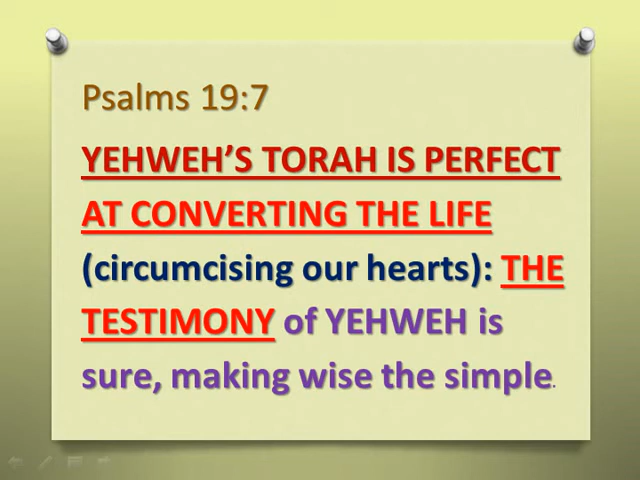 Psalms 19:7
YEHWEH’S TORAH IS PERFECT
AT CONVERTING THE LIFE
(circumcising our hearts): THE
TESTIMONY of YEHWEH is
sure, making wise the simple.